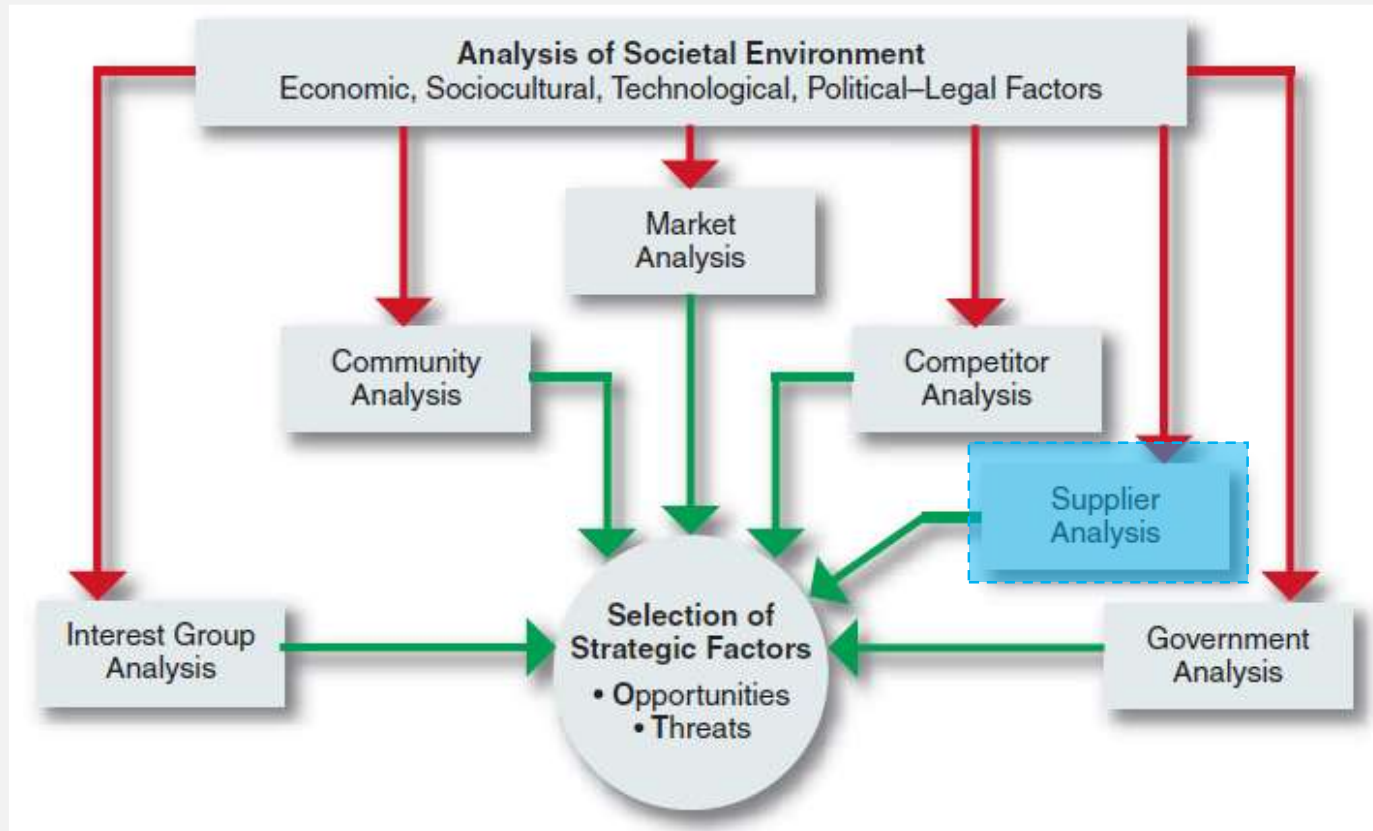 Analysis of Societal Environment
Economic, Sociocultural, Technological, Political–Legal Factors
Market
Analysis
Community
Analysis
Competitor
Analysis
Supplier
Analysis
Interest Group
Analysis
Selection of
Strategic Factors
• Opportunities
• Threats
Government
Analysis